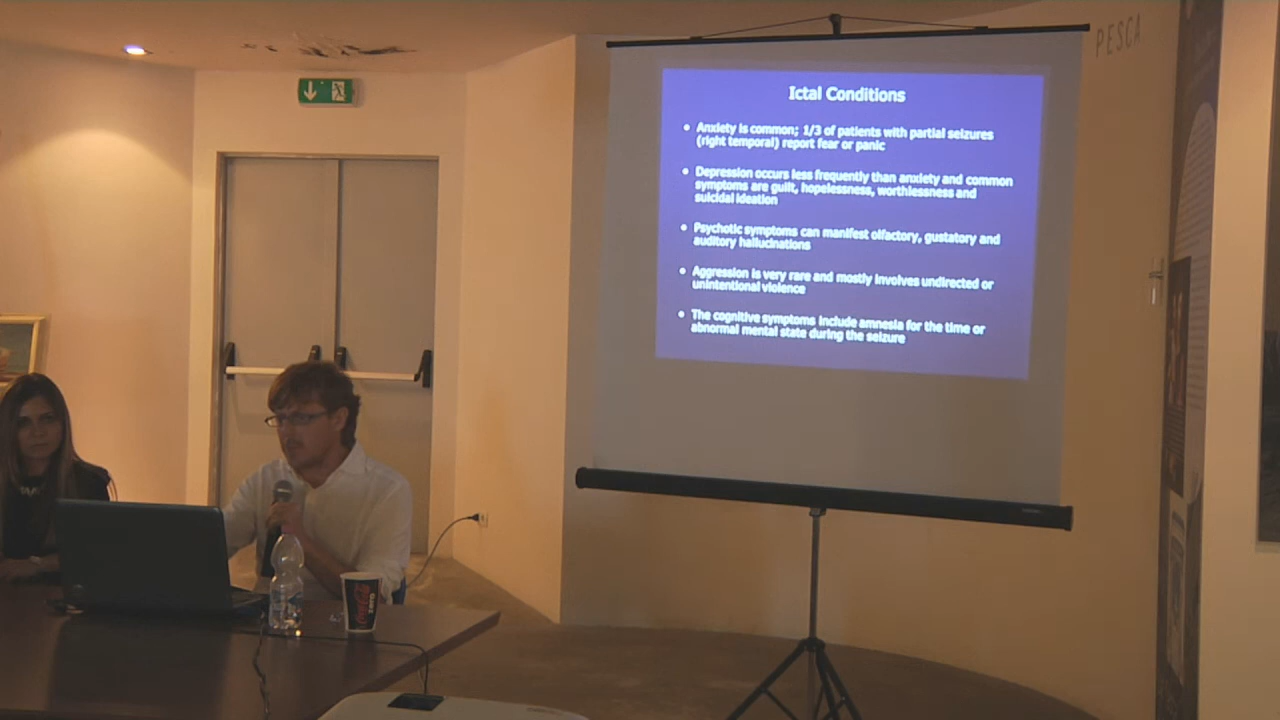 PESCA
Ictal Conditions
• Anxiety is common; 1/3 of patients with partial seizures
(right temporal) report fear or panic
• Depression occurs less frequently than anxiety and common
symptoms are guilt, hopelessness, worthlessness and
suicidal ideation
• Psychotic symptoms can manifest olfactory, gustatory and
auditory hallucinations
• Aggression is very rare and mostly involves undirected or
unintentional violence
• The cognitive symptoms include amnesia for the time or
abnormal mental state during the seizure
Coca-Cola
zero